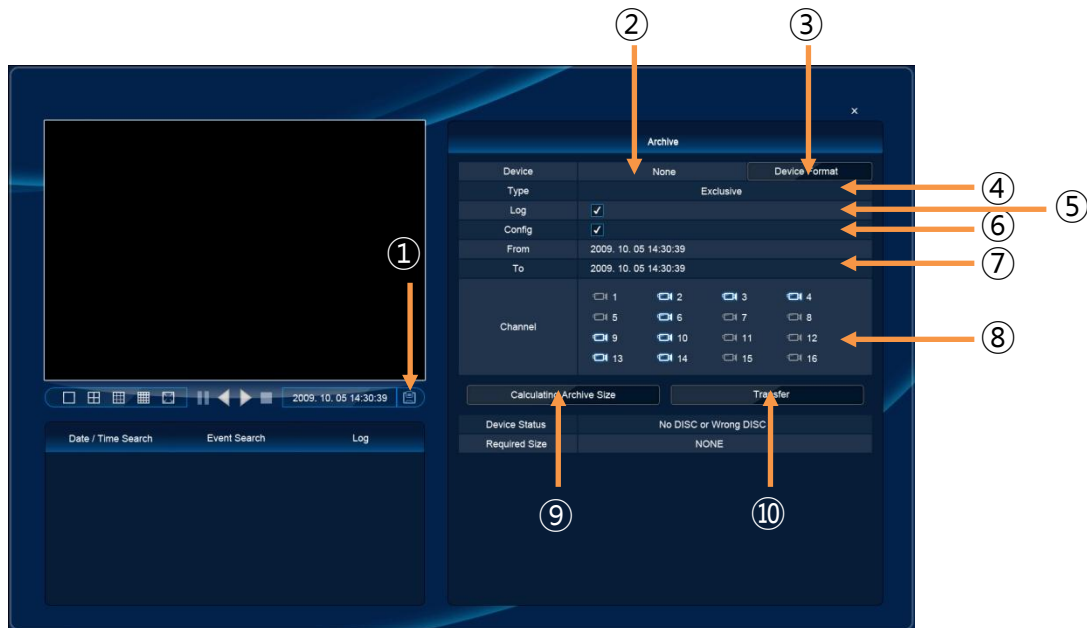 ② ③
×
Archive
Device None Device Format
④
Type Exclusive
⑤
Log
⑥
Config
①
From 2009. 10. 05 14:30:39
⑦
To 2009. 10. 05 14:30:39
Channel
1 2 3 4
5 6 7 8
9 10 11 12
13 14 15 16
⑧
2009. 10. 05 14:30:39
Calculating Archive Size Transfer
Date / Time Search Event Search Log
Device Status No DISC or Wrong DISC
Required Size NONE
⑨ ⑩